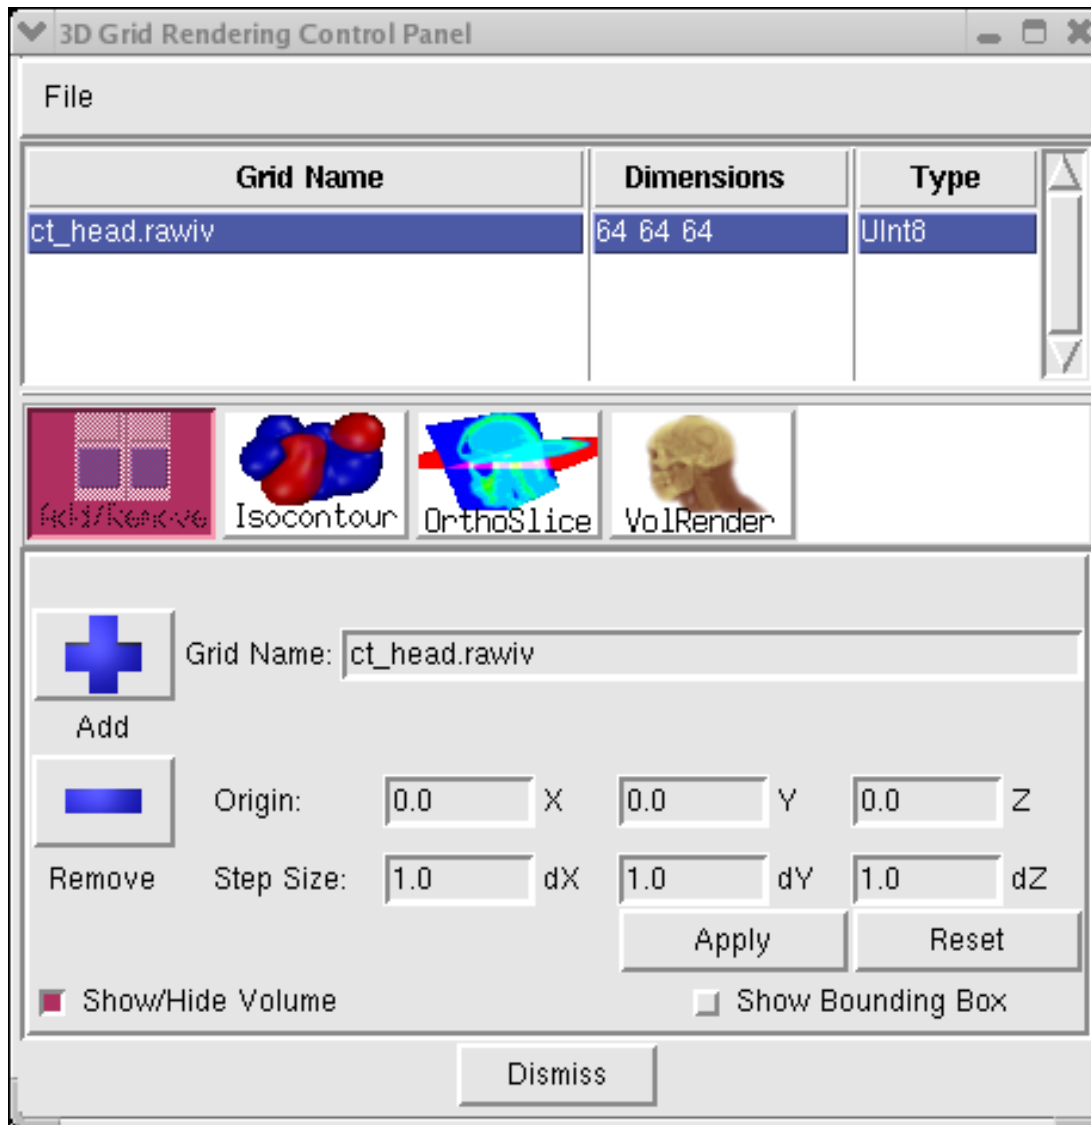 3D Grid Rendering Control Panel
File
Grid Name Dimensions Type
ct_head.rawiv 64 64 64 UInt8
Add/Remove Isocontour OrthoSlice VolRender
Grid Name: ct_head.rawiv
Add
Origin: 0.0 X 0.0 Y 0.0 Z
Remove Step Size: 1.0 dX 1.0 dY 1.0 dZ
Apply Reset
Show/Hide Volume Show Bounding Box
Dismiss